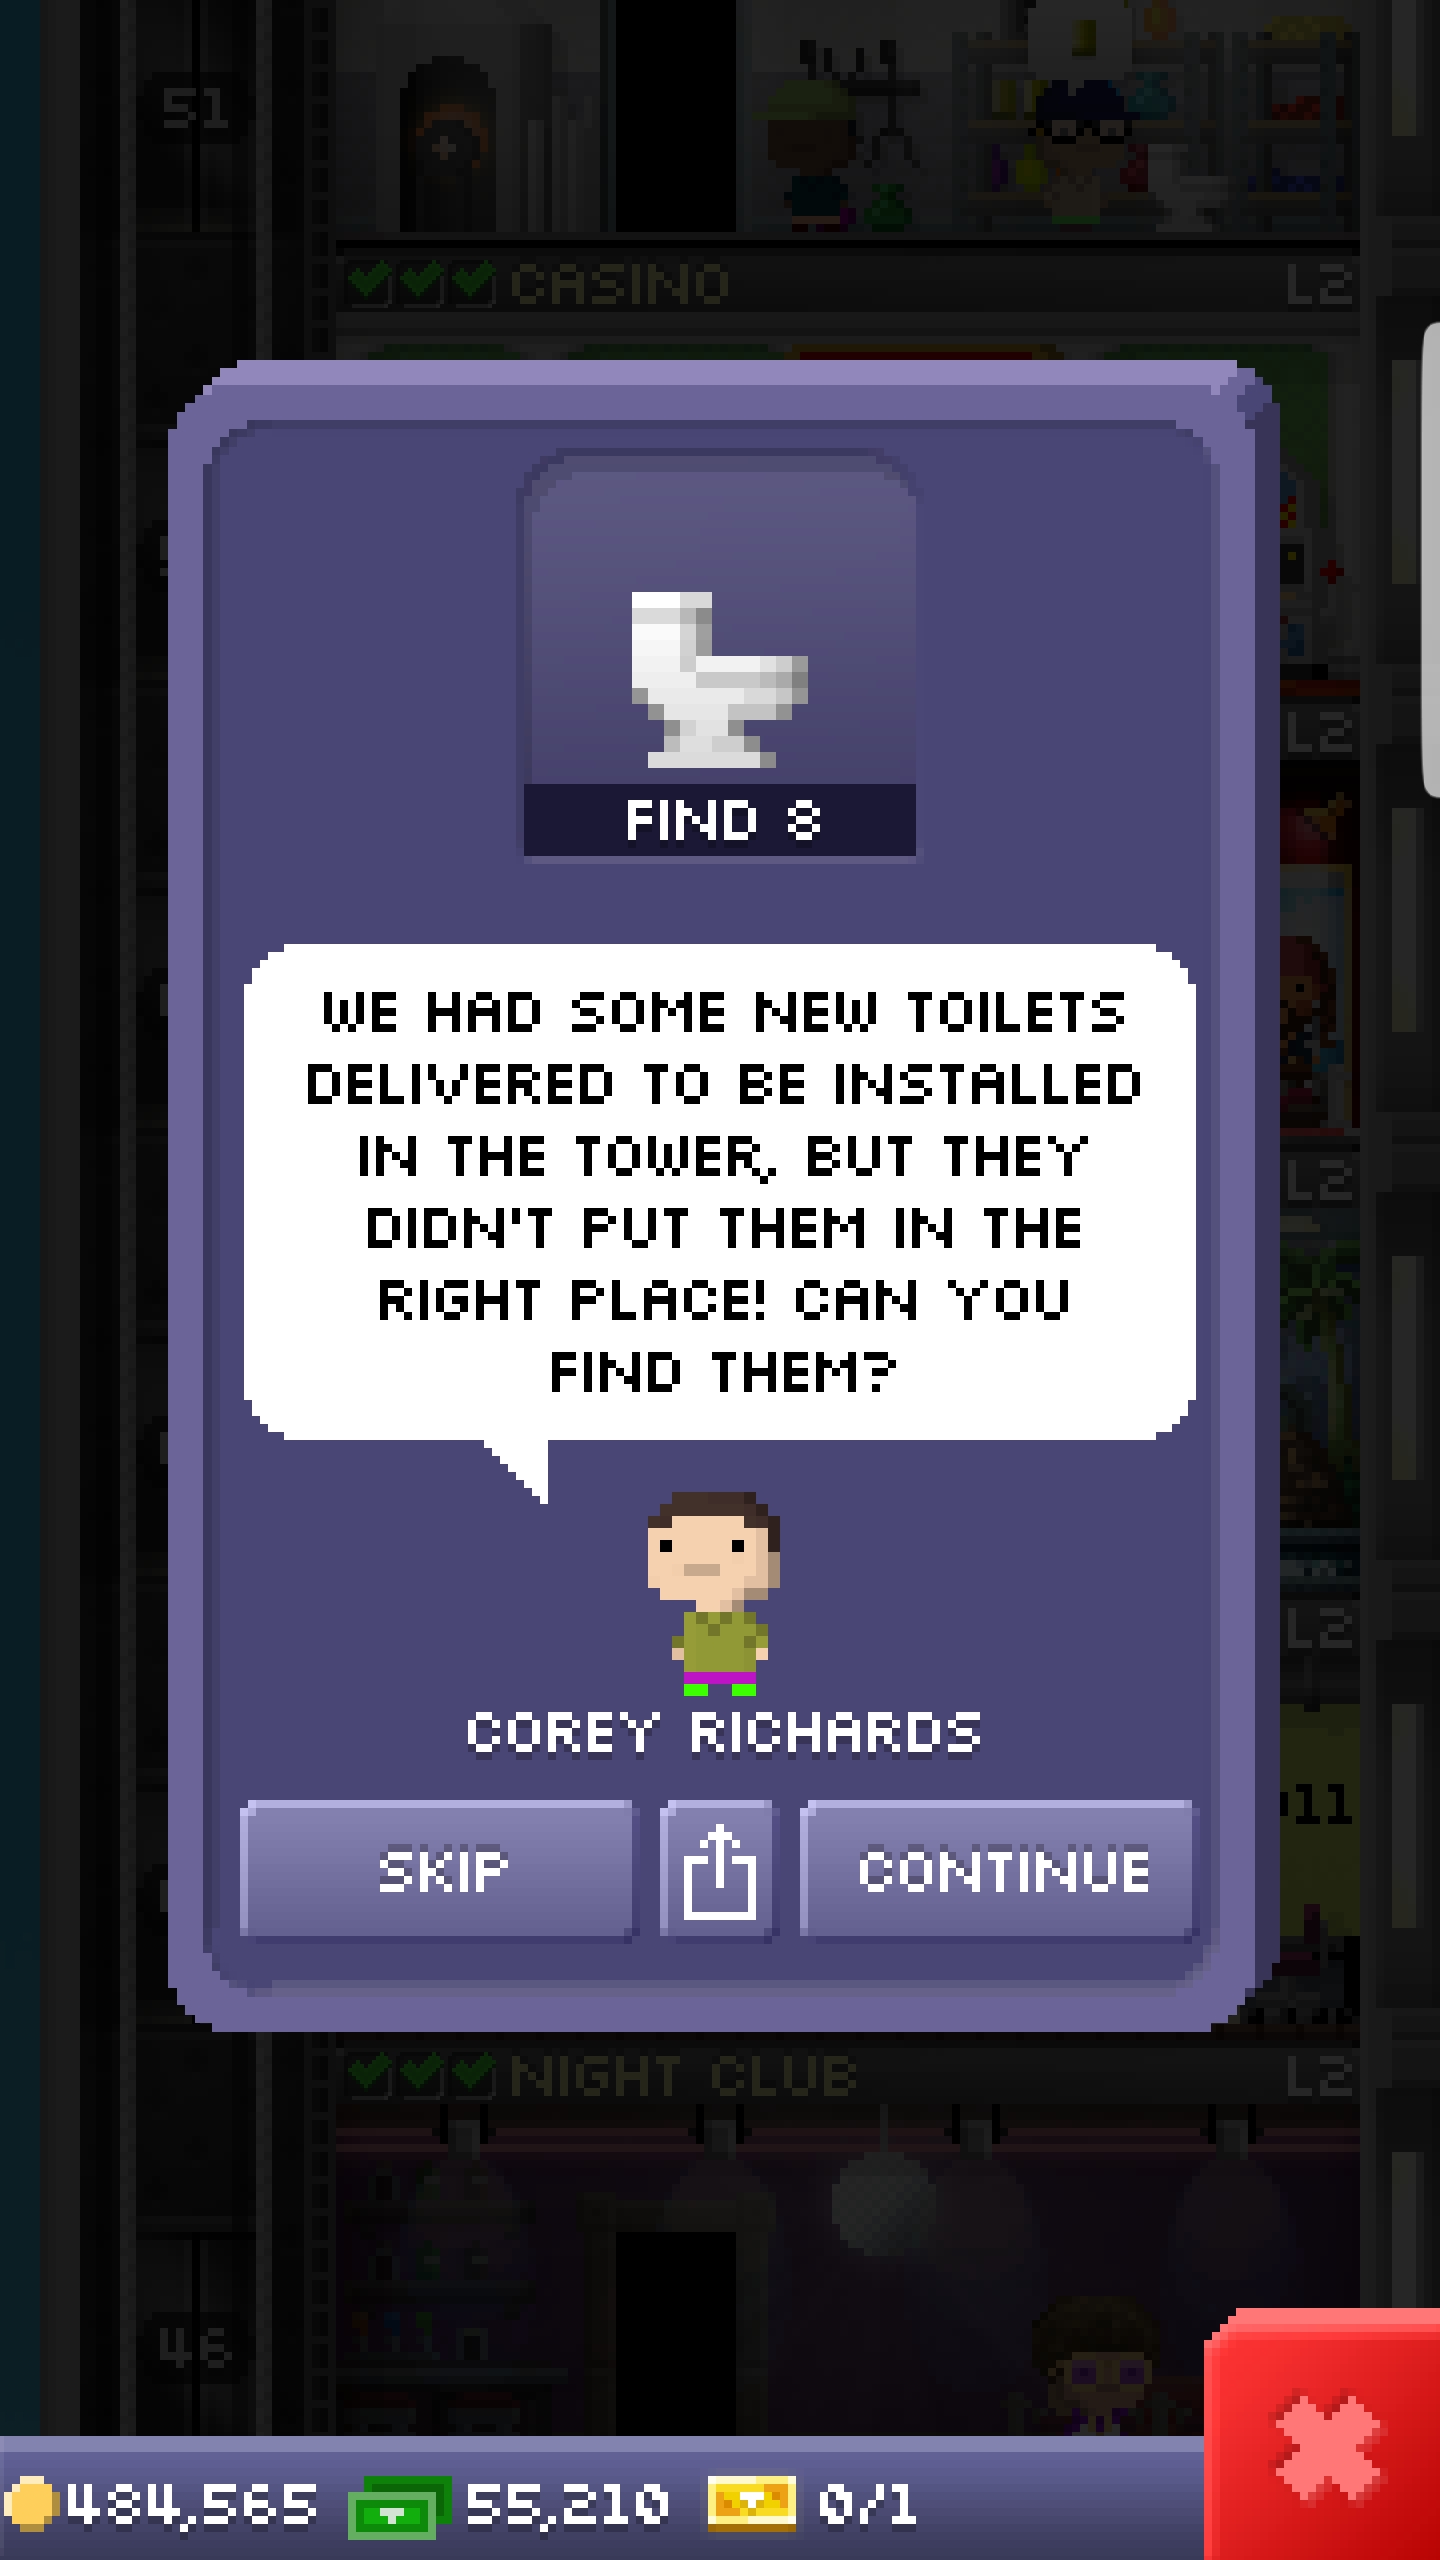 51
CASINO L2
FIND 8
L2
WE HAD SOME NEW TOILETS
DELIVERED TO BE INSTALLED
IN THE TOWER, BUT THEY
DIDN'T PUT THEM IN THE
RIGHT PLACE! CAN YOU
FIND THEM?
L2
L2
COREY RICHARDS
SKIP
CONTINUE
NIGHT CLUB L2
46
484,565 55,210 0/1